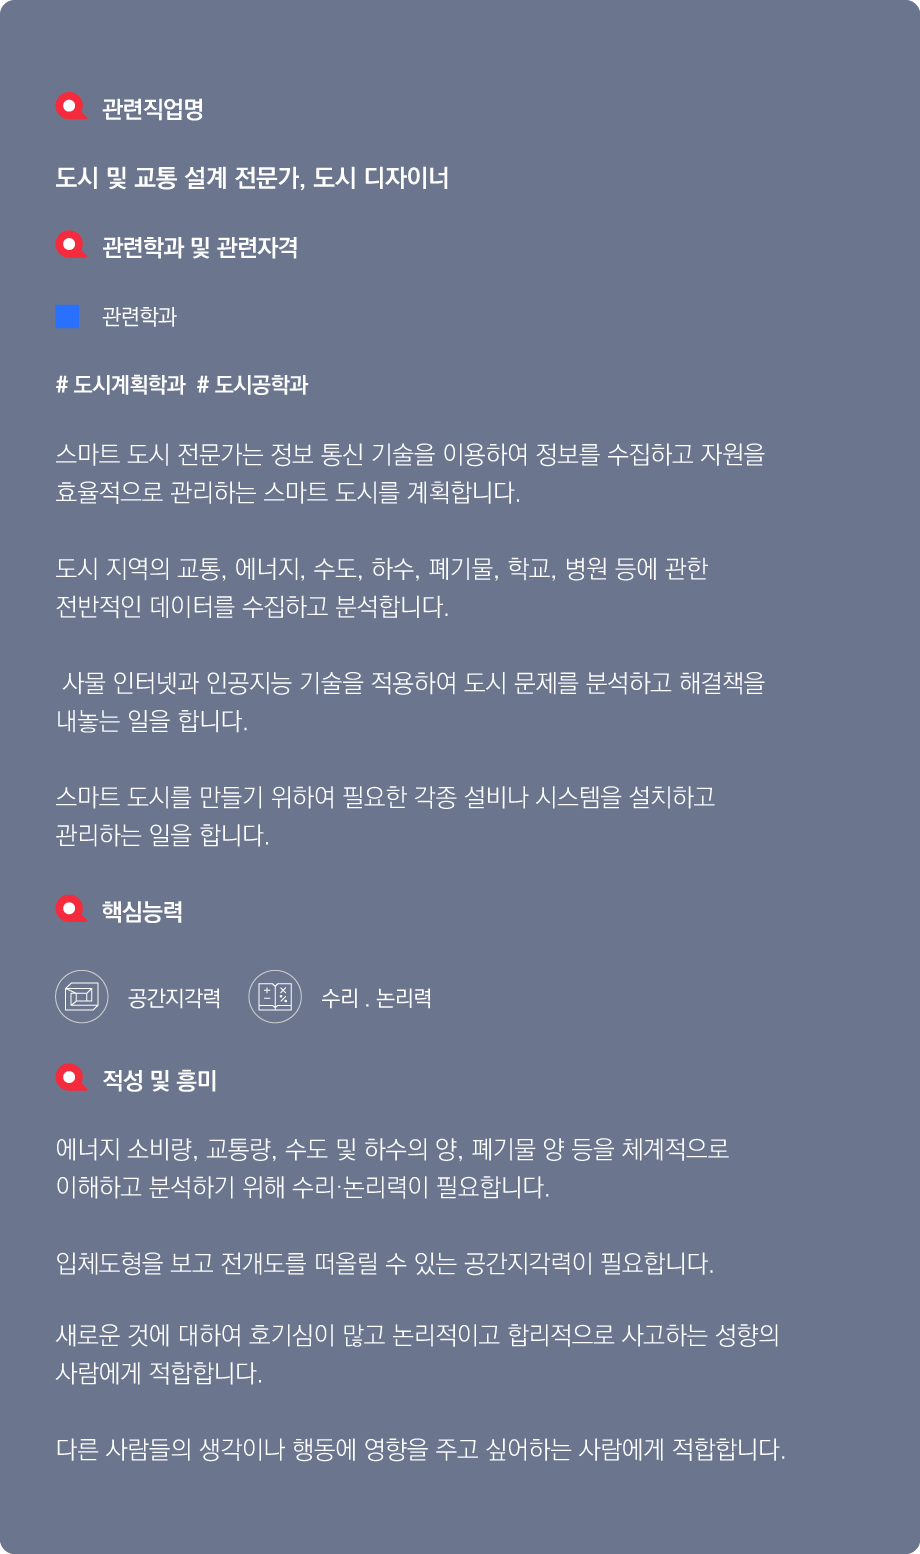 관련직업명
도시 및 교통 설계 전문가, 도시 디자이너
관련학과 및 관련자격
관련학과
# 도시계획학과 # 도시공학과
스마트 도시 전문가는 정보 통신 기술을 이용하여 정보를 수집하고 자원을
효율적으로 관리하는 스마트 도시를 계획합니다.
도시 지역의 교통, 에너지, 수도, 하수, 폐기물, 학교, 병원 등에 관한
전반적인 데이터를 수집하고 분석합니다.
사물 인터넷과 인공지능 기술을 적용하여 도시 문제를 분석하고 해결책을
내놓는 일을 합니다.
스마트 도시를 만들기 위하여 필요한 각종 설비나 시스템을 설치하고
관리하는 일을 합니다.
핵심능력
공간지각력 수리 . 논리력
적성 및 흥미
에너지 소비량, 교통량, 수도 및 하수의 양, 폐기물 양 등을 체계적으로
이해하고 분석하기 위해 수리·논리력이 필요합니다.
입체도형을 보고 전개도를 떠올릴 수 있는 공간지각력이 필요합니다.
새로운 것에 대하여 호기심이 많고 논리적이고 합리적으로 사고하는 성향의
사람에게 적합합니다.
다른 사람들의 생각이나 행동에 영향을 주고 싶어하는 사람에게 적합합니다.